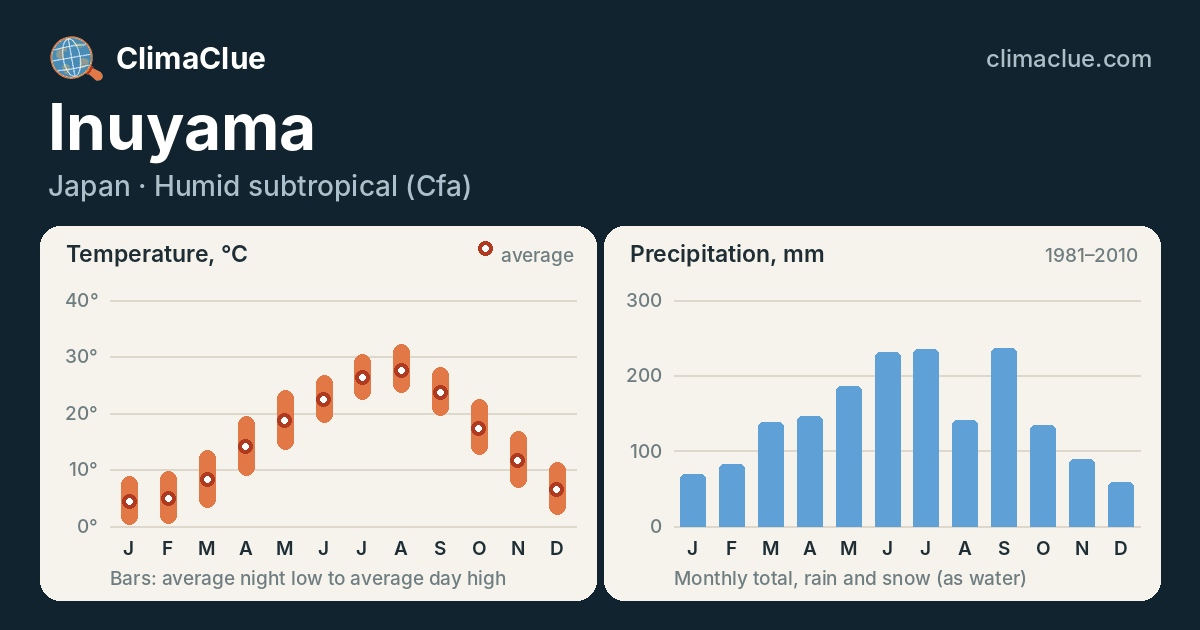 ClimaClue
climaclue.com
Inuyama
Japan · Humid subtropical (Cfa)
Temperature, °C
average
40°
30°
20°
10°
0°
J F M A M J J A S O N D
Bars: average night low to average day high
Precipitation, mm
1981–2010
300
200
100
0
J F M A M J J A S O N D
Monthly total, rain and snow (as water)